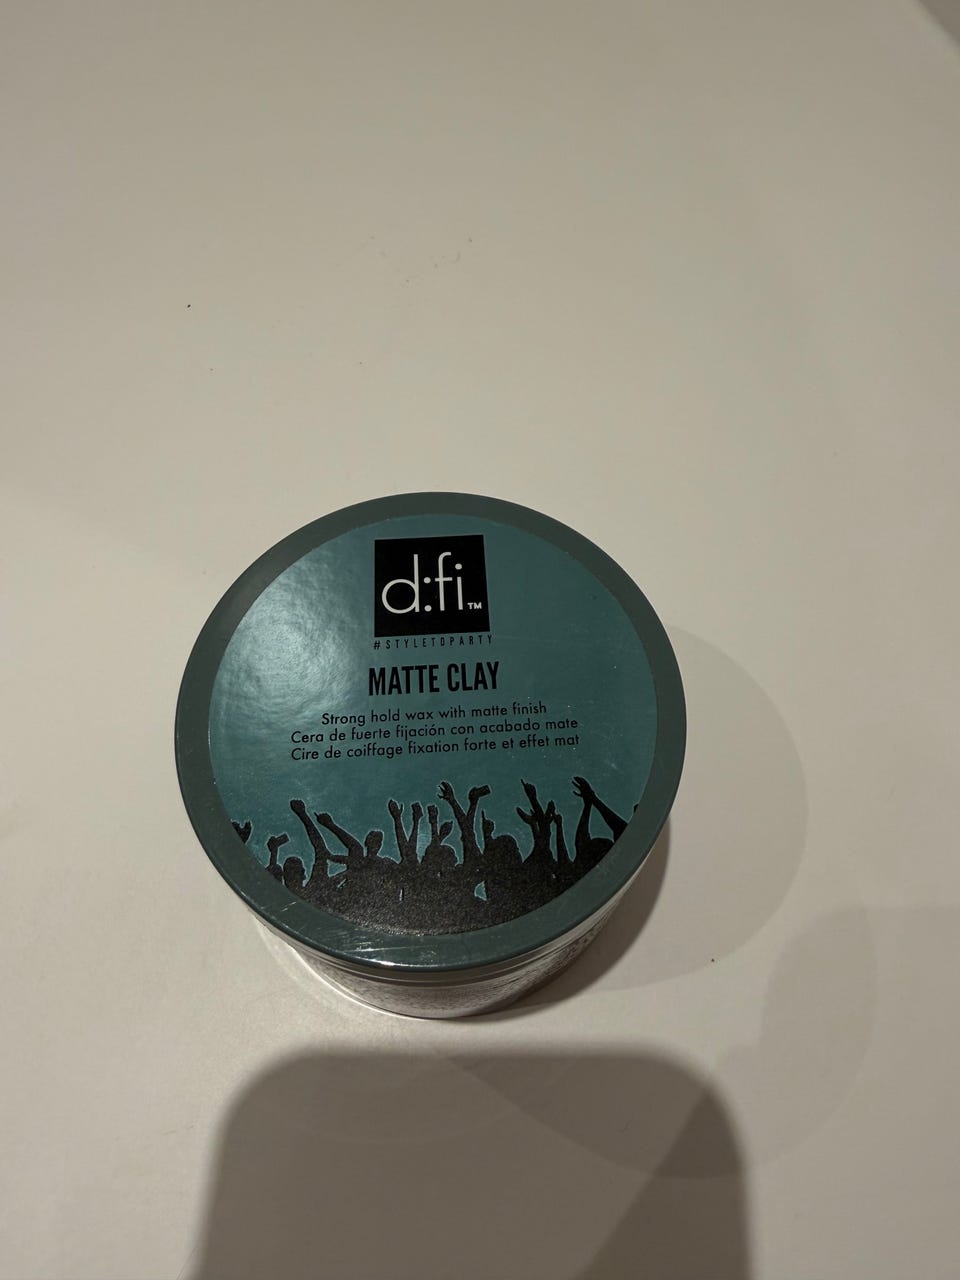 d:fi™
#STYLETOPARTY
MATTE CLAY
Strong hold wax with matte finish
Cera de fuerte fijación con acabado mate
Cire de coiffage fixation forte et effet mat